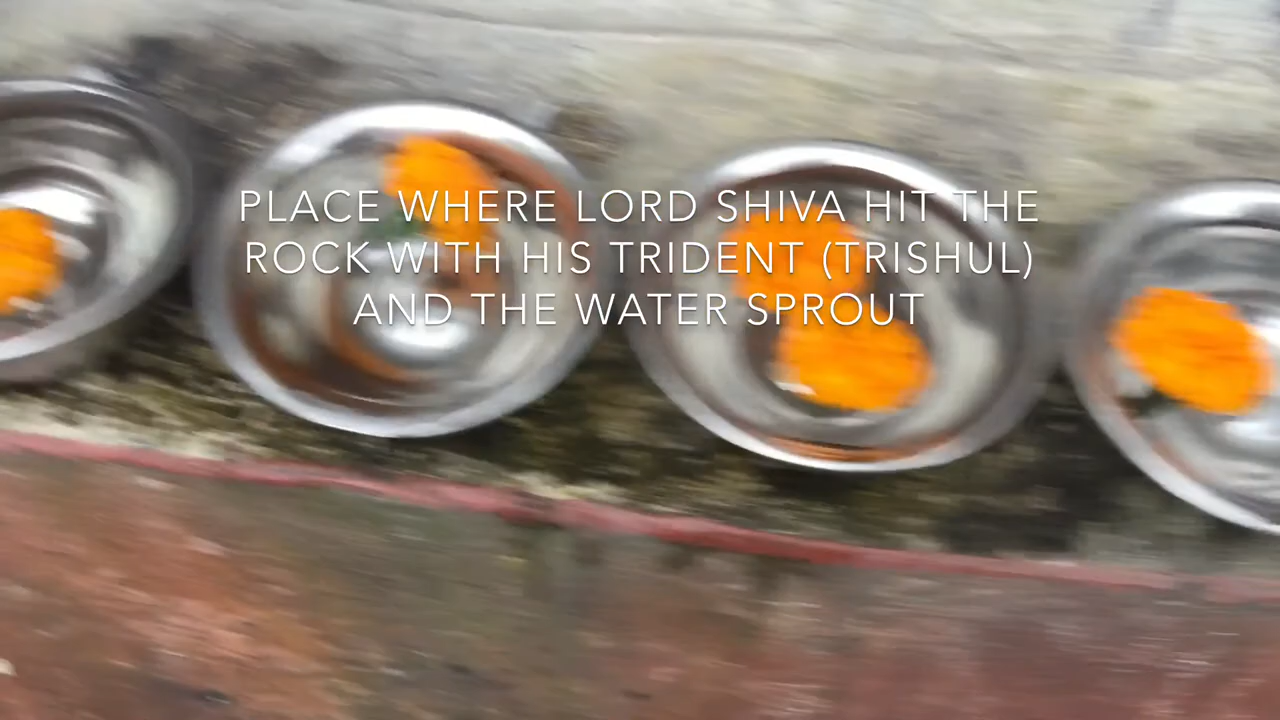 PLACE WHERE LORD SHIVA HIT THE
ROCK WITH HIS TRIDENT (TRISHUL)
AND THE WATER SPROUT